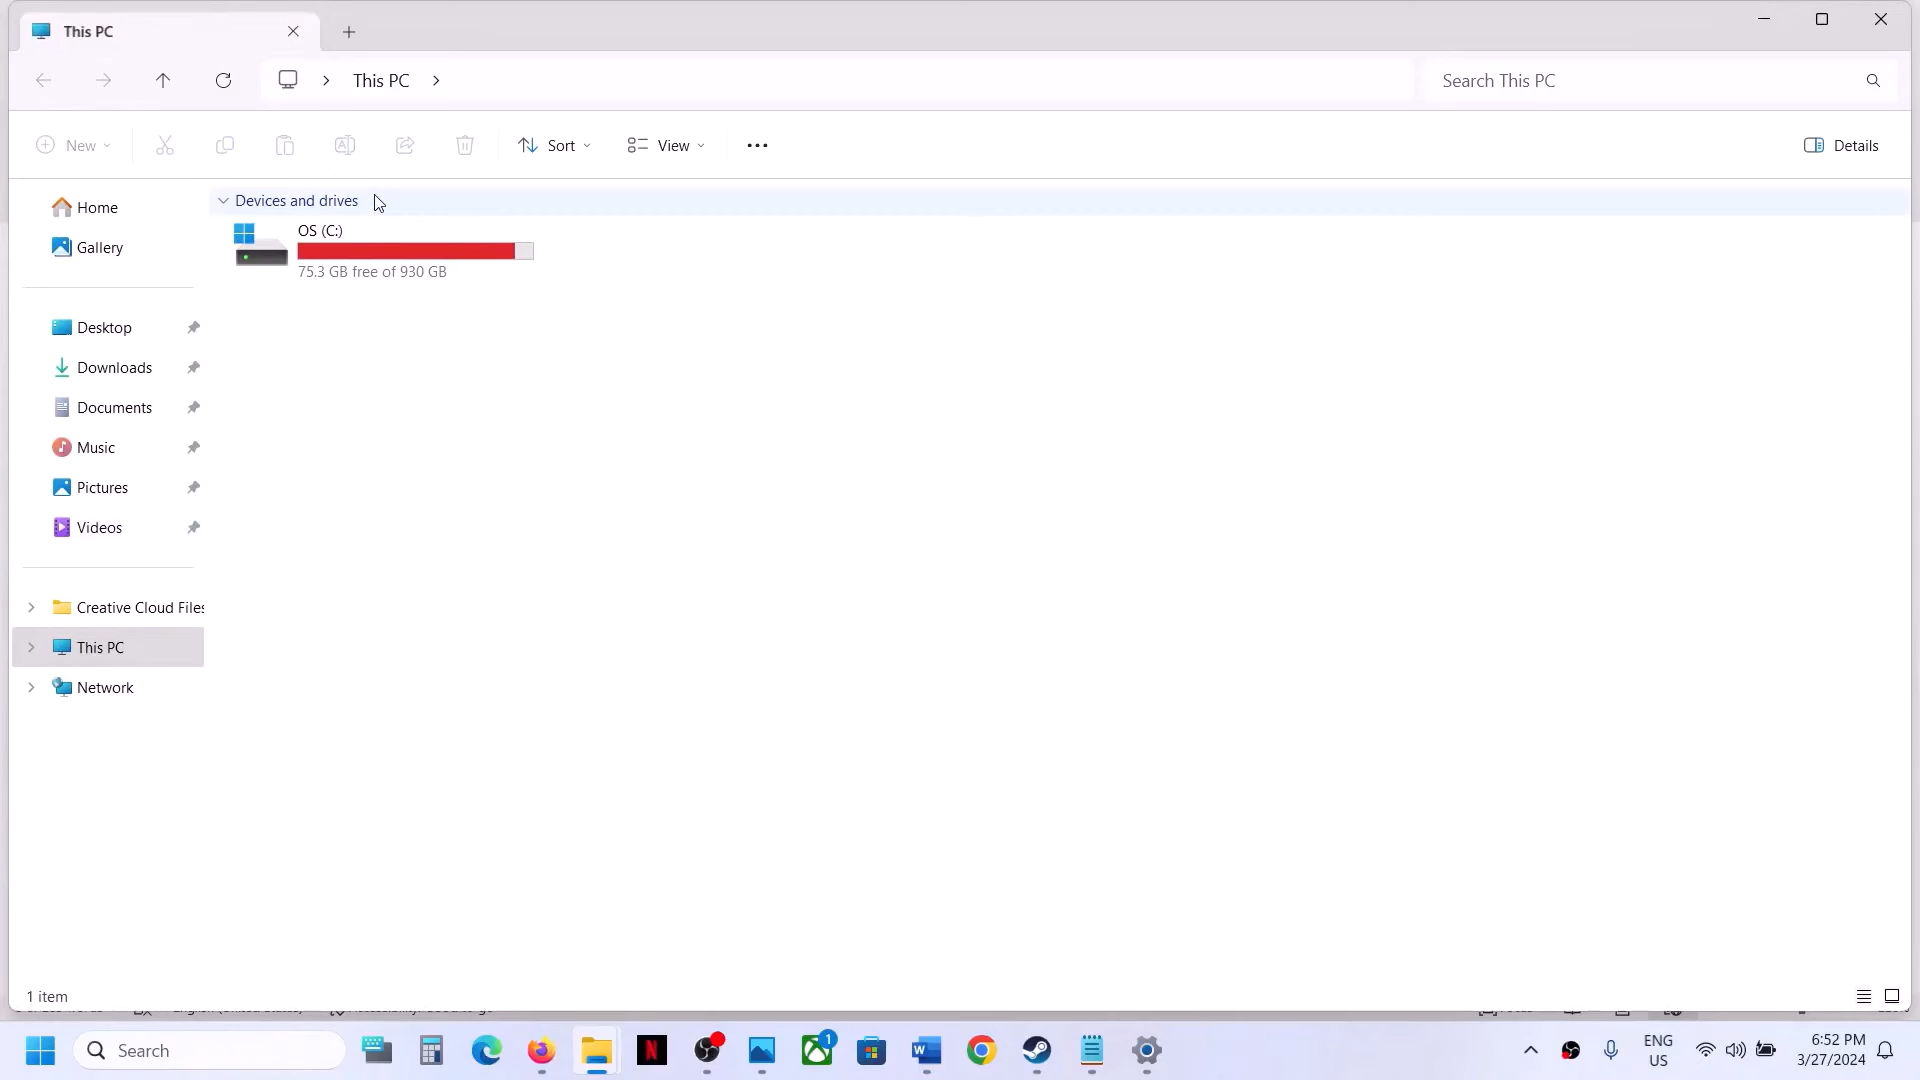 This PC
This PC
Search This PC
New
Sort
View
Details
Home
Gallery
Devices and drives
OS (C:)
75.3 GB free of 930 GB
Desktop
Downloads
Documents
Music
Pictures
Videos
Creative Cloud Files
This PC
Network
1 item
Search
1
ENG
US
6:52 PM
3/27/2024